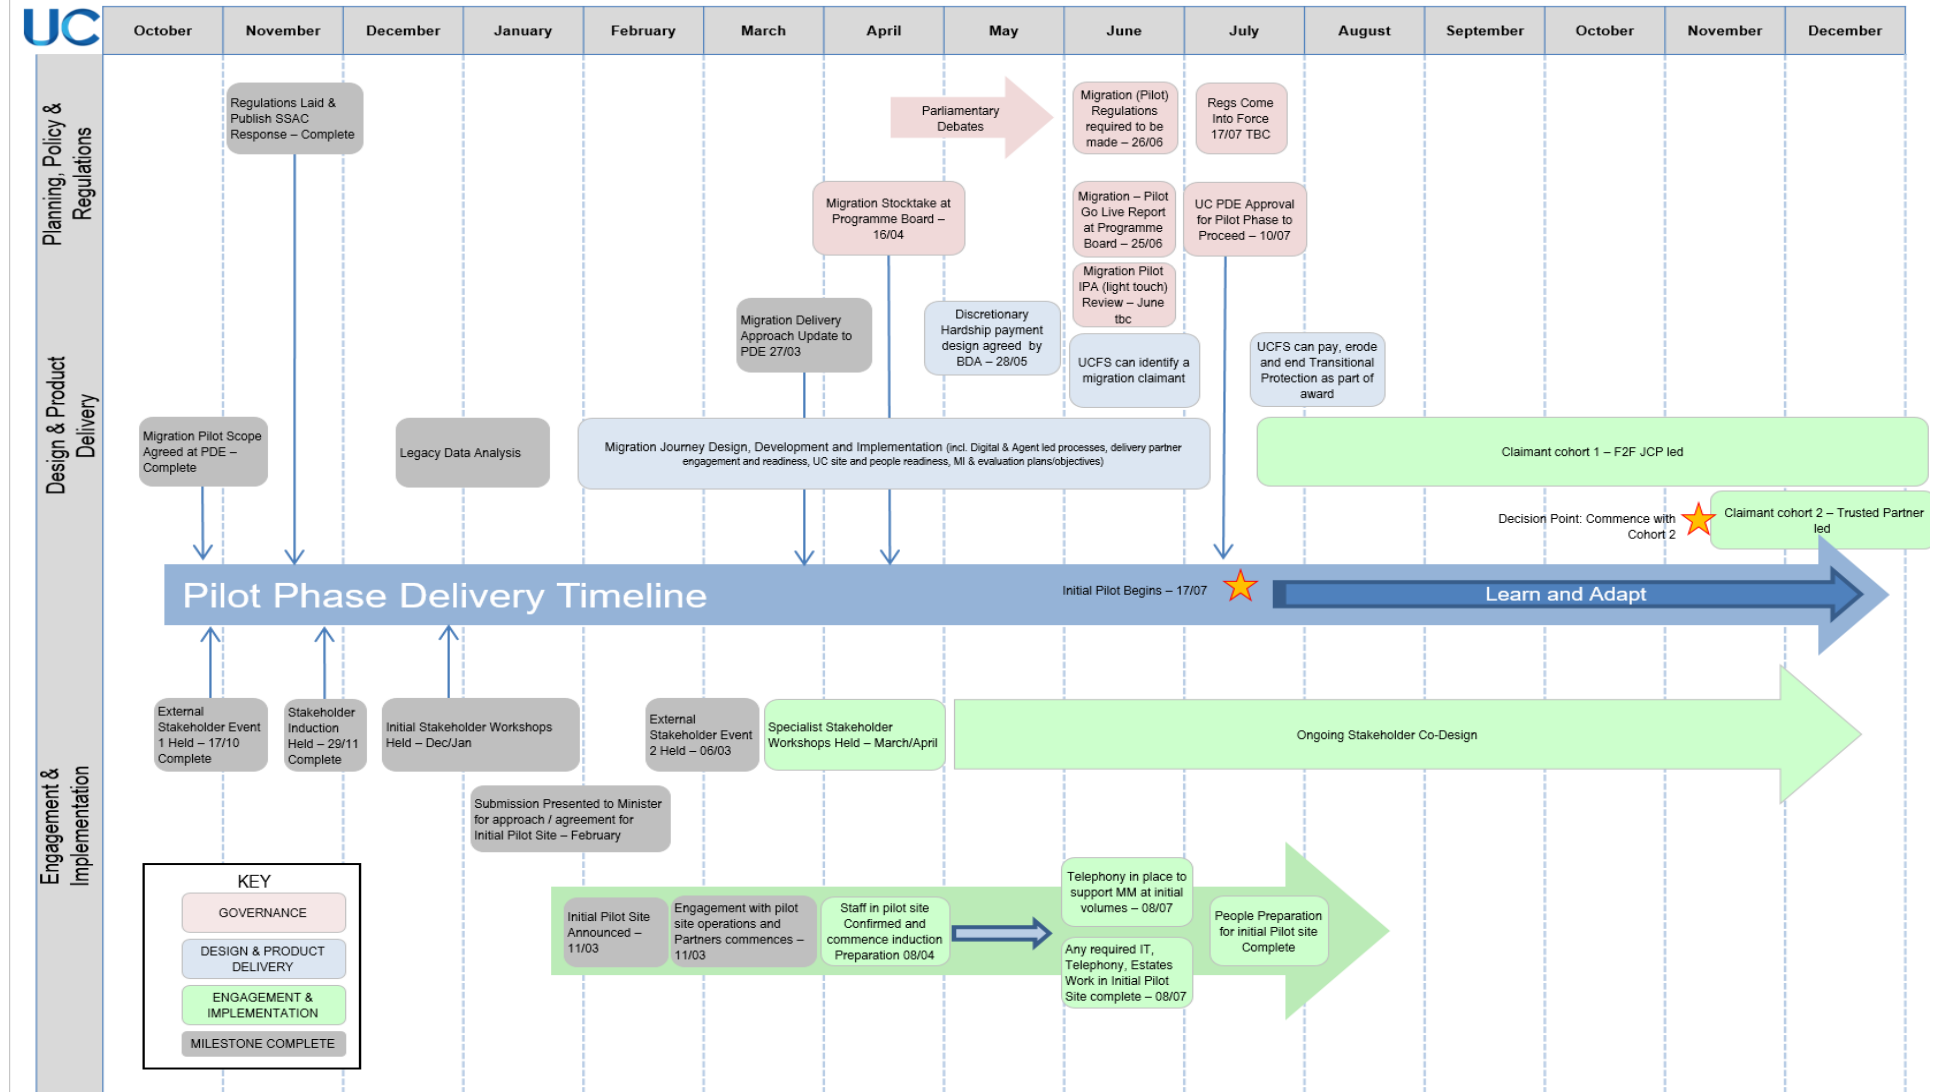 UC
October
November
December
January
February
March
April
May
June
July
August
September
October
November
December
Planning, Policy &
Regulations
Regulations Laid &
Publish SSAC
Response – Complete
Parliamentary
Debates
Migration (Pilot)
Regulations
required to be
made – 26/06
Regs Come
Into Force
17/07 TBC
Migration Stocktake at
Programme Board –
16/04
Migration – Pilot
Go Live Report
at Programme
Board – 25/06
UC PDE Approval
for Pilot Phase to
Proceed – 10/07
Migration Pilot
IPA (light touch)
Review – June
tbc
Design & Product
Delivery
Migration Delivery
Approach Update to
PDE 27/03
Discretionary
Hardship payment
design agreed by
BDA – 28/05
UCFS can identify a
migration claimant
UCFS can pay, erode
and end Transitional
Protection as part of
award
Migration Pilot Scope
Agreed at PDE –
Complete
Legacy Data Analysis
Migration Journey Design, Development and Implementation (incl. Digital & Agent led processes, delivery partner
engagement and readiness, UC site and people readiness, MI & evaluation plans/objectives)
Claimant cohort 1 – F2F JCP led
Decision Point: Commence with
Cohort 2
Claimant cohort 2 – Trusted Partner
led
Pilot Phase Delivery Timeline
Initial Pilot Begins – 17/07
Learn and Adapt
Engagement &
Implementation
External
Stakeholder Event
1 Held – 17/10
Complete
Stakeholder
Induction
Held – 29/11
Complete
Initial Stakeholder Workshops
Held – Dec/Jan
External
Stakeholder Event
2 Held – 06/03
Specialist Stakeholder
Workshops Held – March/April
Ongoing Stakeholder Co-Design
Submission Presented to Minister
for approach / agreement for
Initial Pilot Site – February
Initial Pilot Site
Announced –
11/03
Engagement with pilot
site operations and
Partners commences –
11/03
Staff in pilot site
Confirmed and
commence induction
Preparation 08/04
Telephony in place to
support MM at initial
volumes – 08/07
Any required IT,
Telephony, Estates
Work in Initial Pilot
Site complete – 08/07
People Preparation
for initial Pilot site
Complete
KEY
GOVERNANCE
DESIGN & PRODUCT
DELIVERY
ENGAGEMENT &
IMPLEMENTATION
MILESTONE COMPLETE